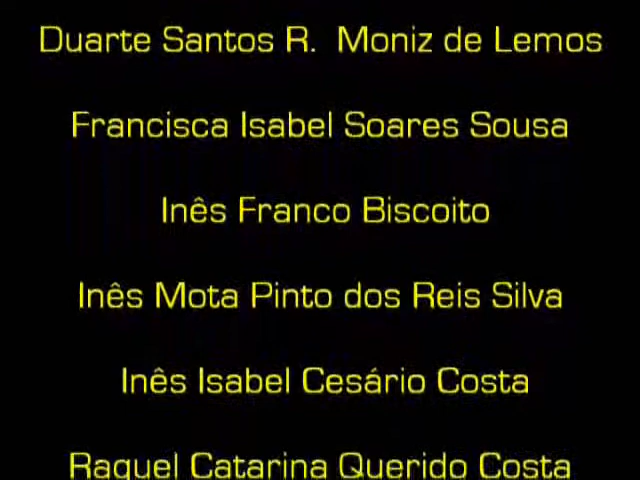 Duarte Santos R. Moniz de Lemos
Francisca Isabel Soares Sousa
Inês Franco Biscoito
Inês Mota Pinto dos Reis Silva
Inês Isabel Cesário Costa
Raquel Catarina Querido Costa